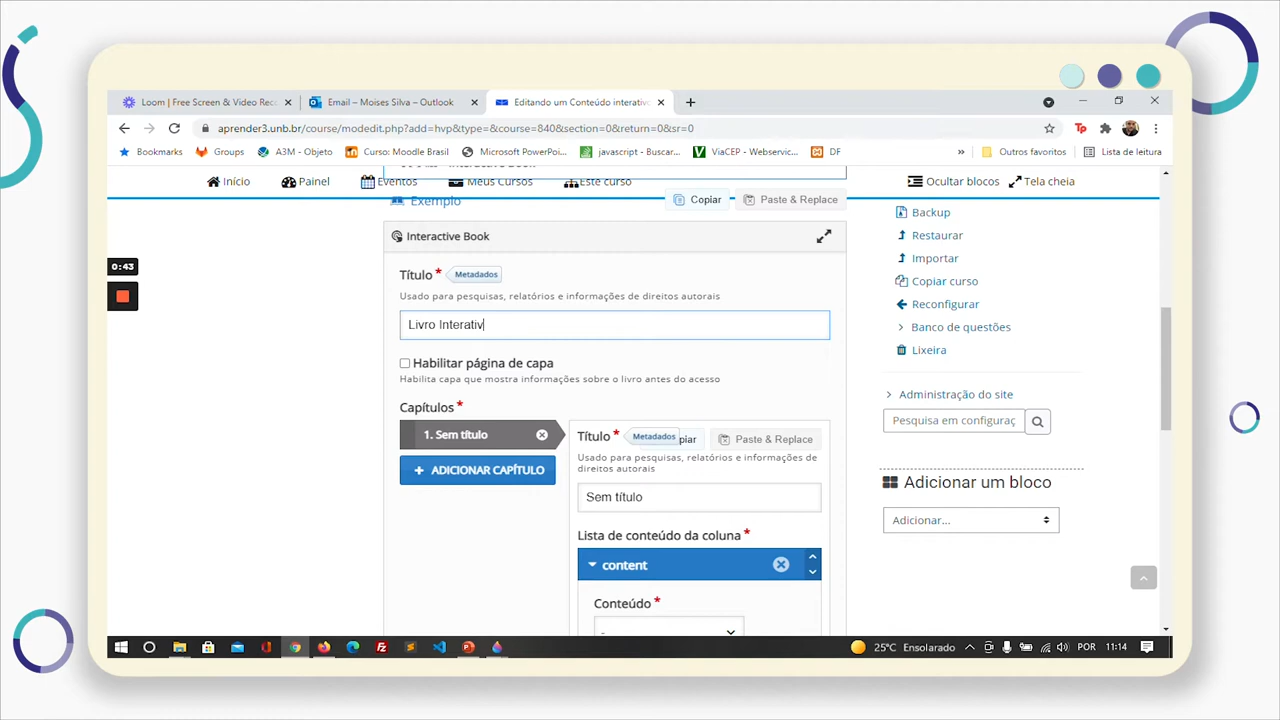 Loom | Free Screen & Video Rec
Email – Moises Silva – Outlook
Editando um Conteúdo interativo
aprender3.unb.br/course/modedit.php?add=hvp&type=&course=840&section=0&return=0&sr=0
Bookmarks
Groups
A3M - Objeto
Curso: Moodle Brasil
Microsoft PowerPoi...
javascript - Buscar...
ViaCEP - Webservic...
DF
»
Outros favoritos
Lista de leitura
Início
Painel
Eventos
Meus Cursos
Este curso
Ocultar blocos
Tela cheia
Exemplo
Copiar
Paste & Replace
Interactive Book
Título *
Metadados
Usado para pesquisas, relatórios e informações de direitos autorais
Livro Interativ
Habilitar página de capa
Habilita capa que mostra informações sobre o livro antes do acesso
Capítulos *
1. Sem título
+ ADICIONAR CAPÍTULO
Título *
Metadados
piar
Paste & Replace
Usado para pesquisas, relatórios e informações de
direitos autorais
Sem título
Lista de conteúdo da coluna *
content
Conteúdo *
-
Backup
Restaurar
Importar
Copiar curso
Reconfigurar
Banco de questões
Lixeira
Administração do site
Pesquisa em configuraç
Adicionar um bloco
Adicionar...
0:43
25°C Ensolarado
POR
11:14